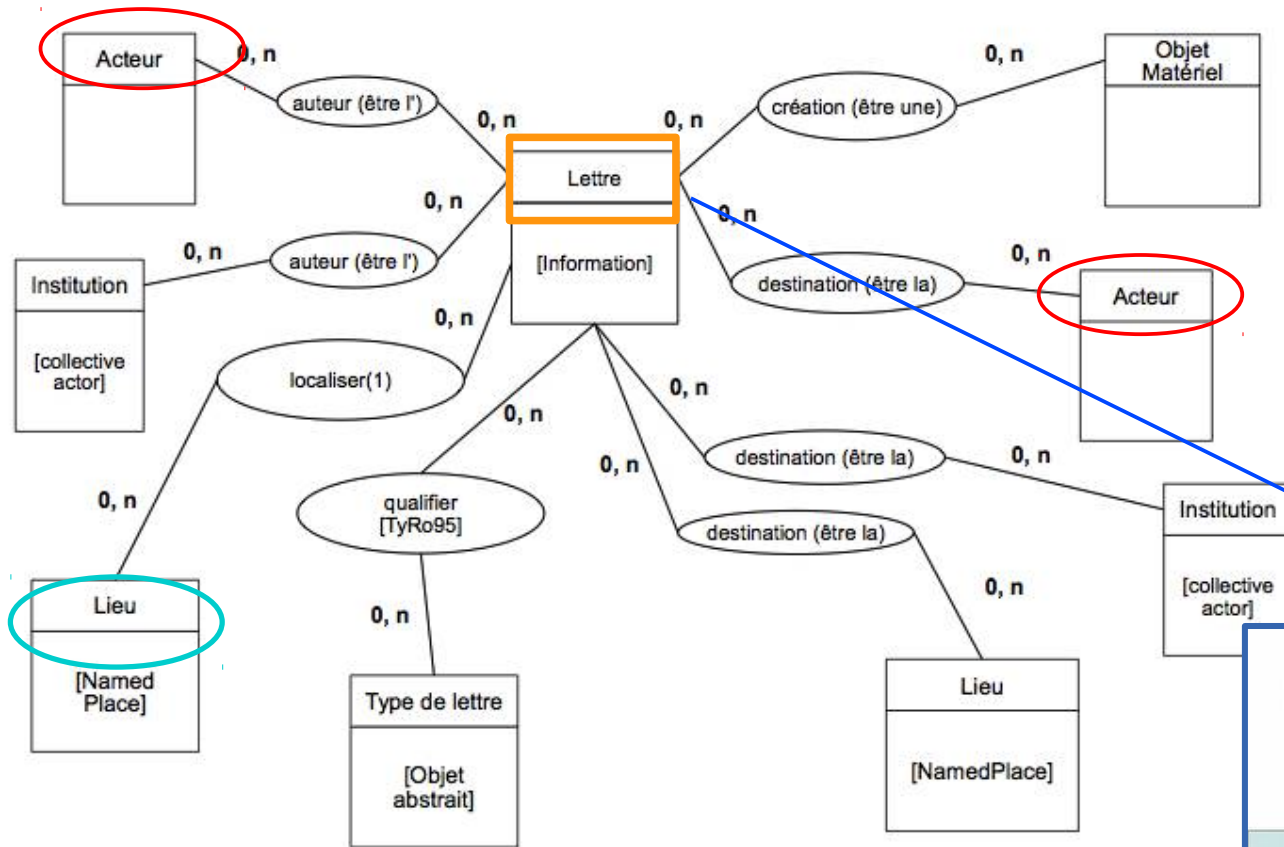 Acteur
0, n
auteur (être l')
0, n
0, n
création (être une)
0, n
Objet
Matériel
Lettre
[Information]
0, n
0, n
Institution
[collective
actor]
0, n
auteur (être l')
destination (être la)
0, n
Acteur
0, n
localiser(1)
0, n
0, n
destination (être la)
0, n
0, n
qualifier
[TyRo95]
0, n
destination (être la)
Institution
[collective
actor]
0, n
Lieu
[Named
Place]
0, n
Type de lettre
[Objet
abstrait]
Lieu
[NamedPlace]